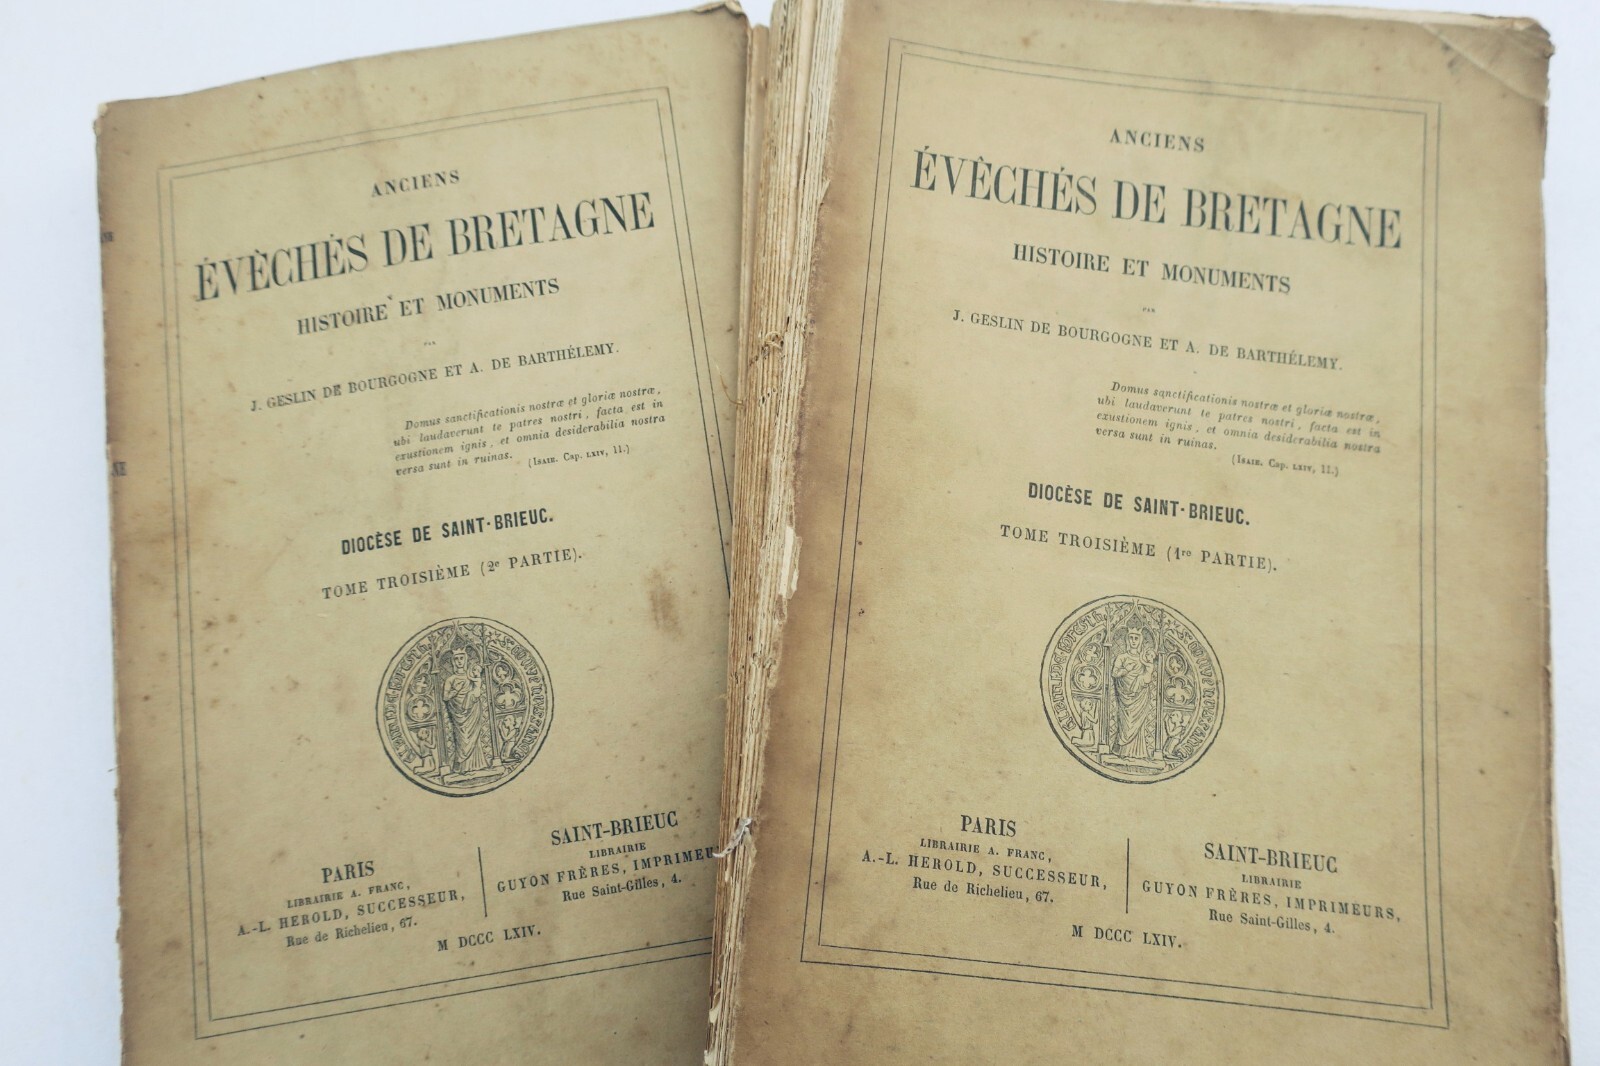 ANCIENS
ÉVÊCHÉS DE BRETAGNE
HISTOIRE ET MONUMENTS
PAR
J. GESLIN DE BOURGOGNE ET A. DE BARTHÉLEMY.
Domus sanctificationis nostræ et gloriæ nostræ,
ubi laudaverunt te patres nostri, facta est in
exustionem ignis, et omnia desiderabilia nostra
versa sunt in ruinas.
(ISAIE. Cap. LXIV, 11.)
DIOCÈSE DE SAINT-BRIEUC.
TOME TROISIÈME (2e PARTIE).
PARIS
LIBRAIRIE A. FRANC,
A.-L. HEROLD, SUCCESSEUR,
Rue de Richelieu, 67.
SAINT-BRIEUC
LIBRAIRIE
GUYON FRÈRES, IMPRIMEU
Rue Saint-Gilles, 4.
M DCCC LXIV.
ANCIENS
ÉVÊCHÉS DE BRETAGNE
HISTOIRE ET MONUMENTS
PAR
J. GESLIN DE BOURGOGNE ET A. DE BARTHÉLEMY.
Domus sanctificationis nostræ et gloriæ nostræ,
ubi laudaverunt te patres nostri, facta est in
exustionem ignis, et omnia desiderabilia nostra
versa sunt in ruinas.
(ISAIE. Cap. LXIV, 11.)
DIOCÈSE DE SAINT-BRIEUC.
TOME TROISIÈME (1re PARTIE).
PARIS
LIBRAIRIE A. FRANC,
A.-L. HEROLD, SUCCESSEUR,
Rue de Richelieu, 67.
SAINT-BRIEUC
LIBRAIRIE
GUYON FRÈRES, IMPRIMEURS,
Rue Saint-Gilles, 4.
M DCCC LXIV.